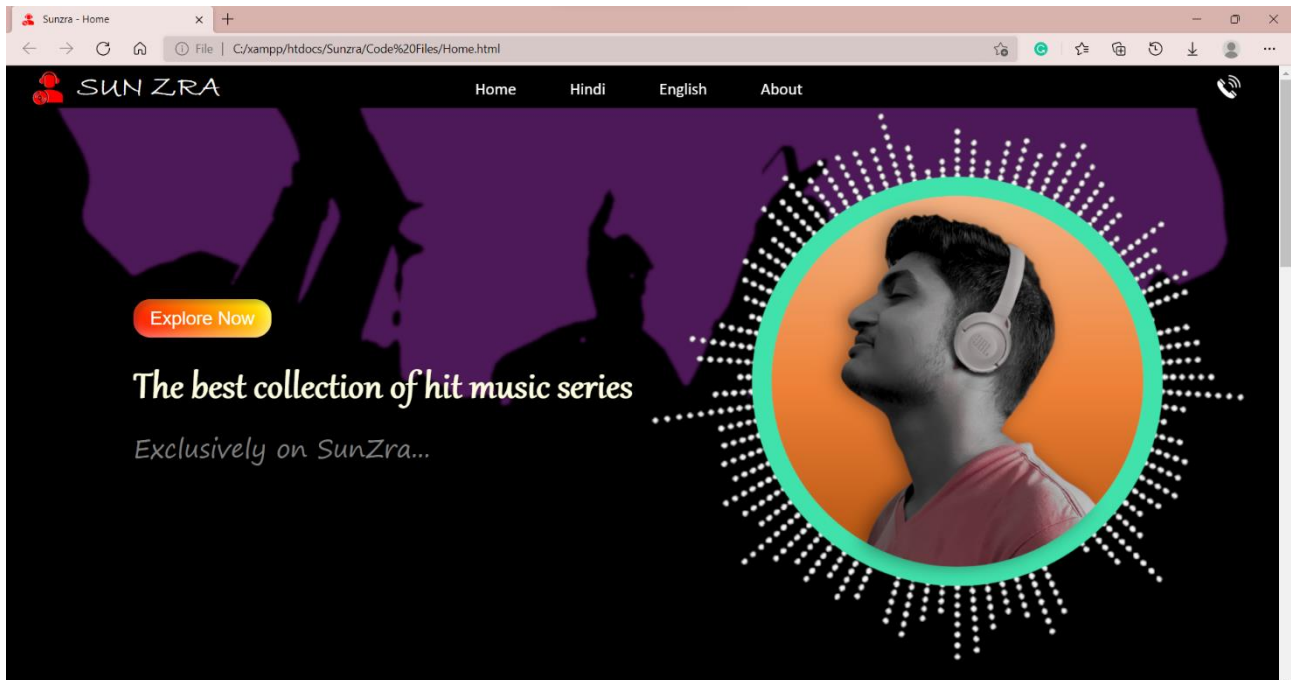 Sunzra - Home
File | C:/xampp/htdocs/Sunzra/Code%20Files/Home.html
SUN ZRA
Home Hindi English About
Explore Now
The best collection of hit music series
Exclusively on SunZra...
JBL